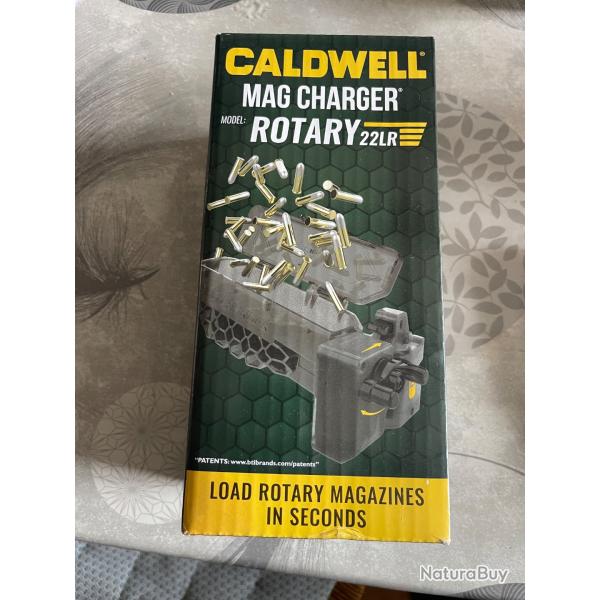 CALDWELL®
MAG CHARGER®
MODEL: ROTARY 22LR
"PATENTS: www.btibrands.com/patents"
LOAD ROTARY MAGAZINES
IN SECONDS
NaturaBuy